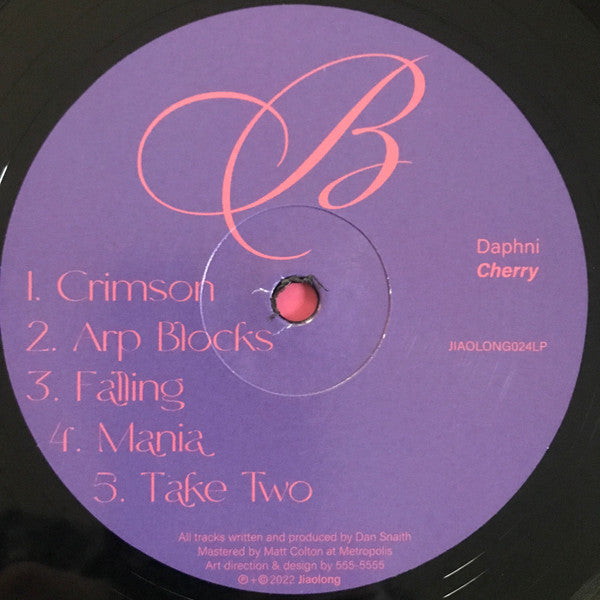 B
Daphni
Cherry
JIAOLONG024LP
1. Crimson
2. Arp Blocks
3. Falling
4. Mania
5. Take Two
All tracks written and produced by Dan Snaith
Mastered by Matt Colton at Metropolis
Art direction & design by 555-5555
℗+© 2022 Jiaolong